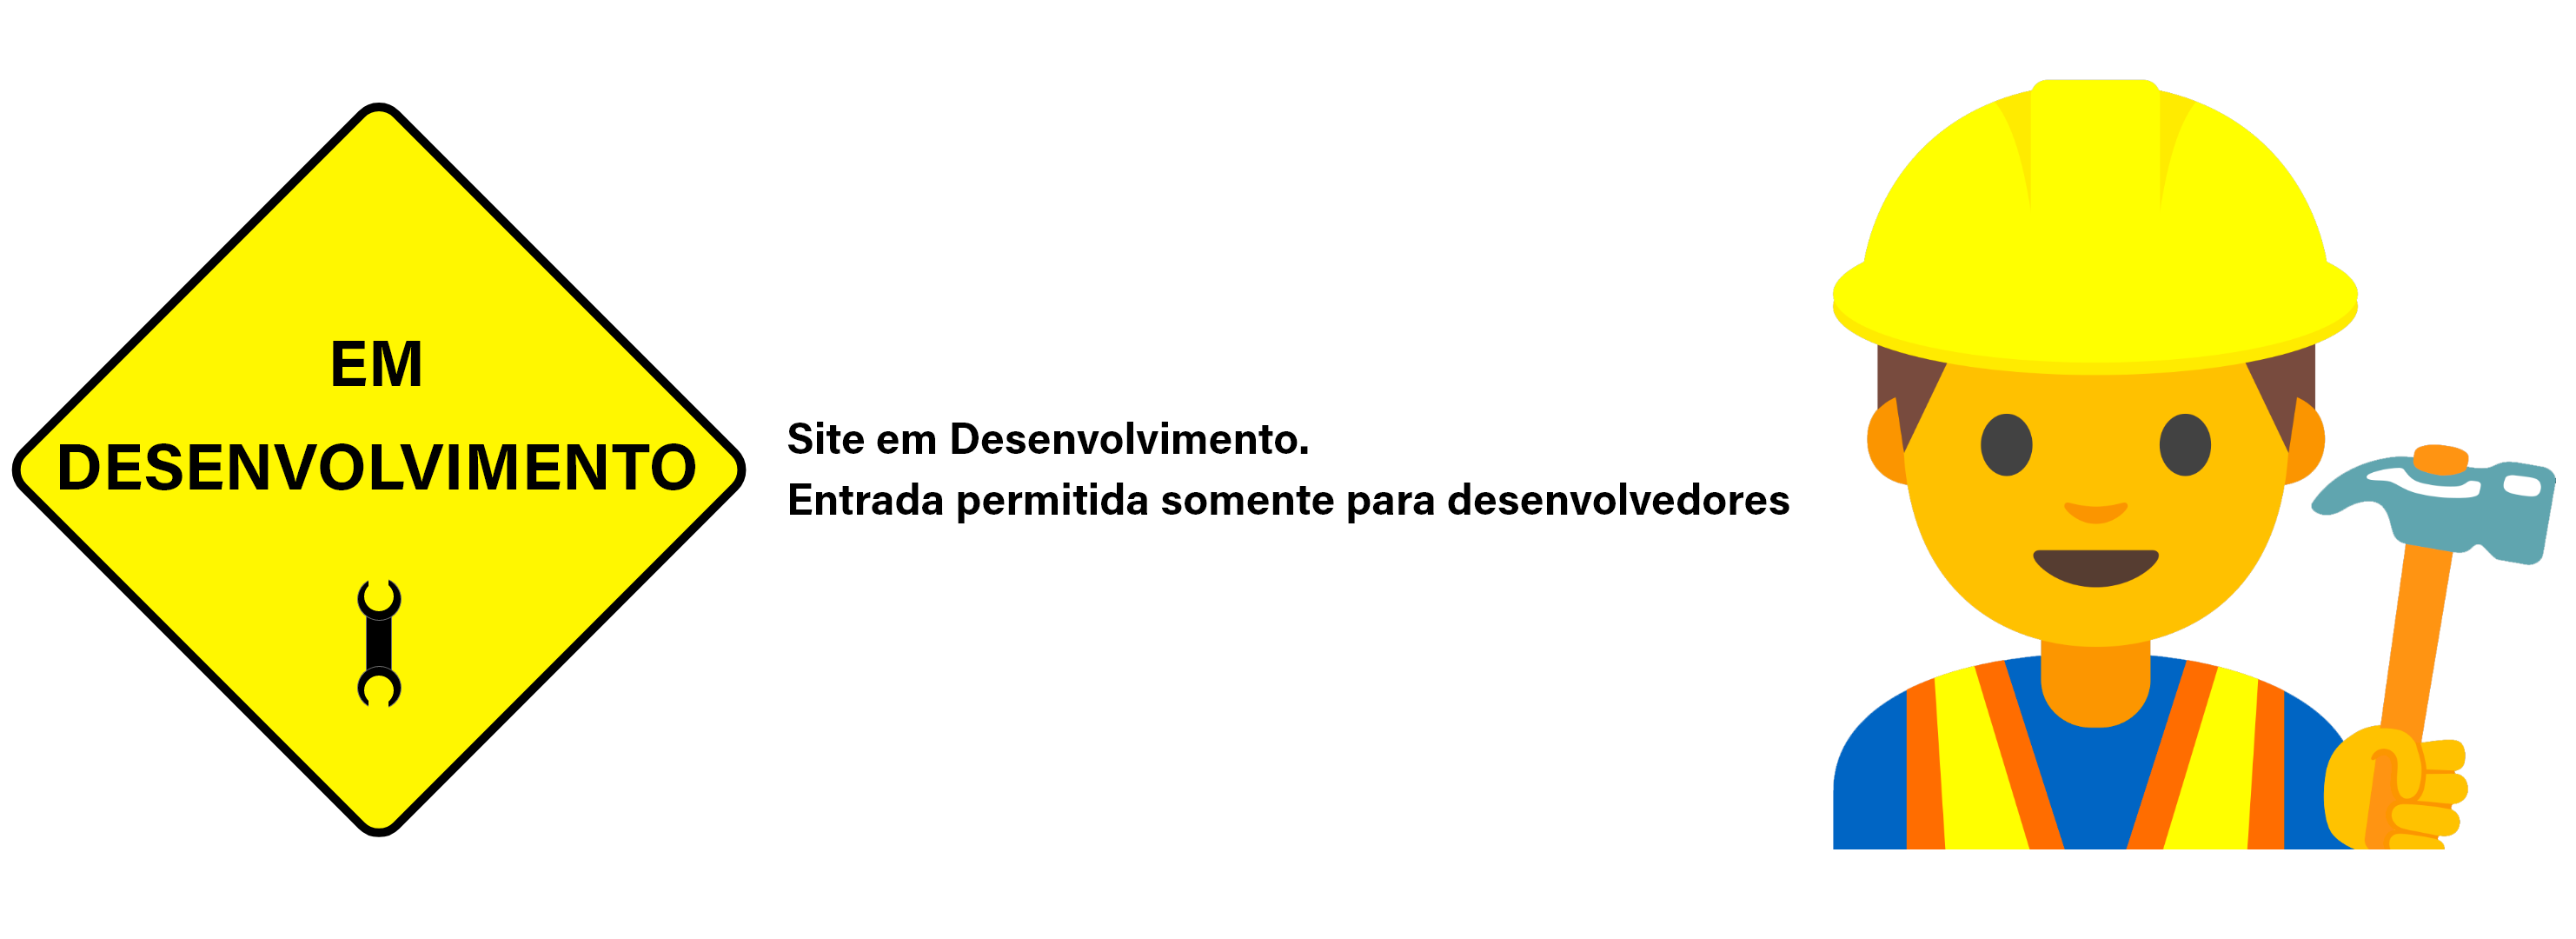 EM
DESENVOLVIMENTO
Site em Desenvolvimento.
Entrada permitida somente para desenvolvedores